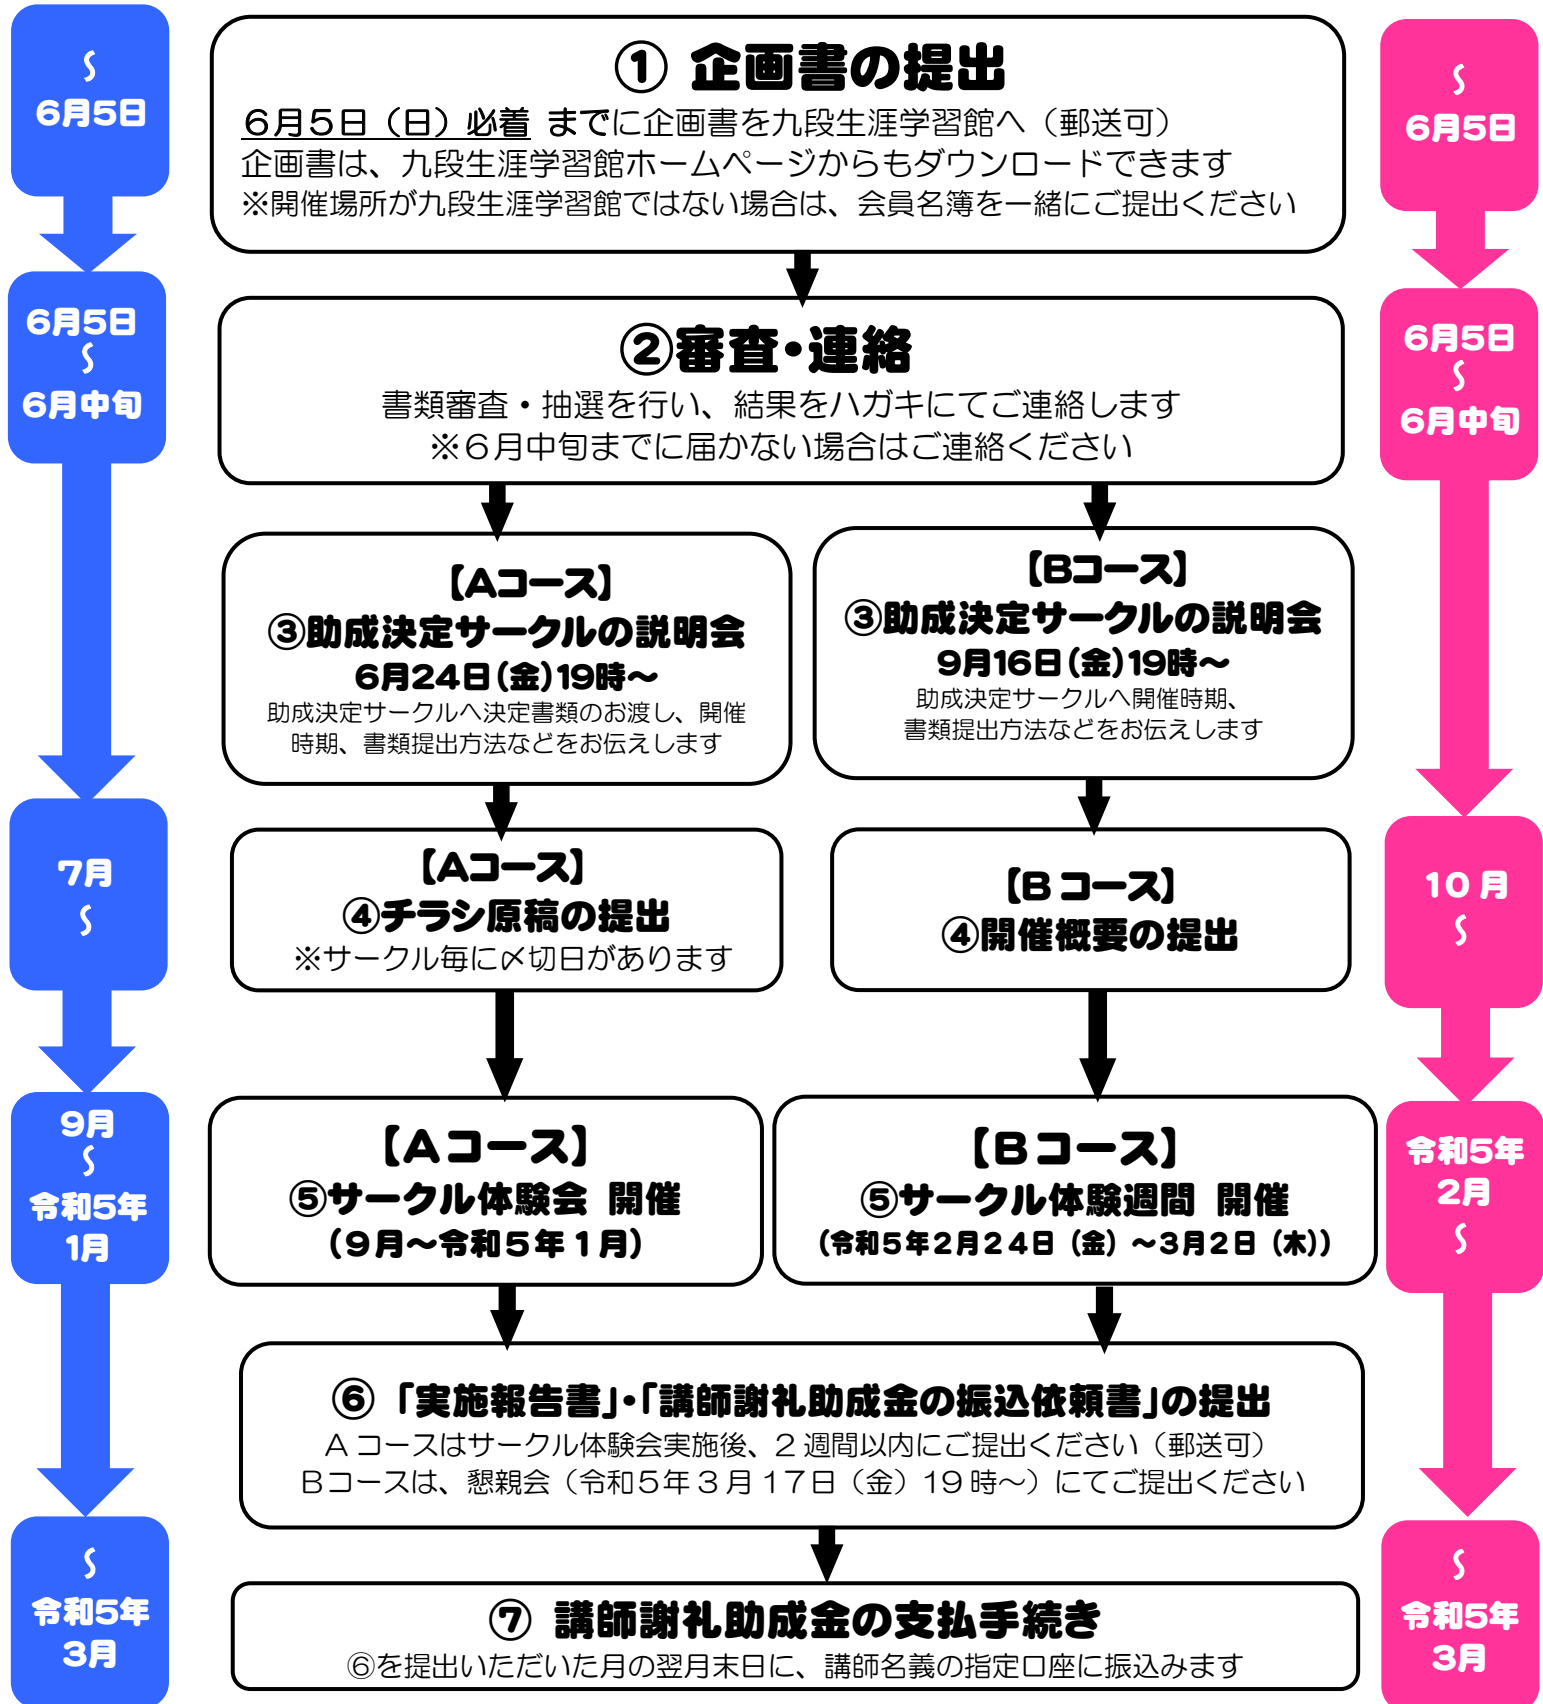 ～
6月5日
① 企画書の提出
６月５日（日）必着 までに企画書を九段生涯学習館へ（郵送可）
企画書は、九段生涯学習館ホームページからもダウンロードできます
※開催場所が九段生涯学習館ではない場合は、会員名簿を一緒にご提出ください
～
6月5日
6月5日
～
6月中旬
②審査・連絡
書類審査・抽選を行い、結果をハガキにてご連絡します
※６月中旬までに届かない場合はご連絡ください
6月5日
～
6月中旬
【Aコース】
③助成決定サークルの説明会
6月24日（金）19時～
助成決定サークルへ決定書類のお渡し、開催
時期、書類提出方法などをお伝えします
【Bコース】
③助成決定サークルの説明会
9月16日（金）19時～
助成決定サークルへ開催時期、
書類提出方法などをお伝えします
7月
～
【Aコース】
④チラシ原稿の提出
※サークル毎に〆切日があります
【B コース】
④開催概要の提出
10 月
～
9月
～
令和5年
1月
【A コース】
⑤サークル体験会 開催
（９月～令和５年１月）
【B コース】
⑤サークル体験週間 開催
（令和５年２月２４日（金）～３月２日（木））
令和5年
2月
～
⑥「実施報告書」・「講師謝礼助成金の振込依頼書」の提出
A コースはサークル体験会実施後、２週間以内にご提出ください（郵送可）
Bコースは、懇親会（令和５年３月17日（金）19時～）にてご提出ください
～
令和5年
3月
⑦ 講師謝礼助成金の支払手続き
⑥を提出いただいた月の翌月末日に、講師名義の指定口座に振込みます
～
令和5年
3月